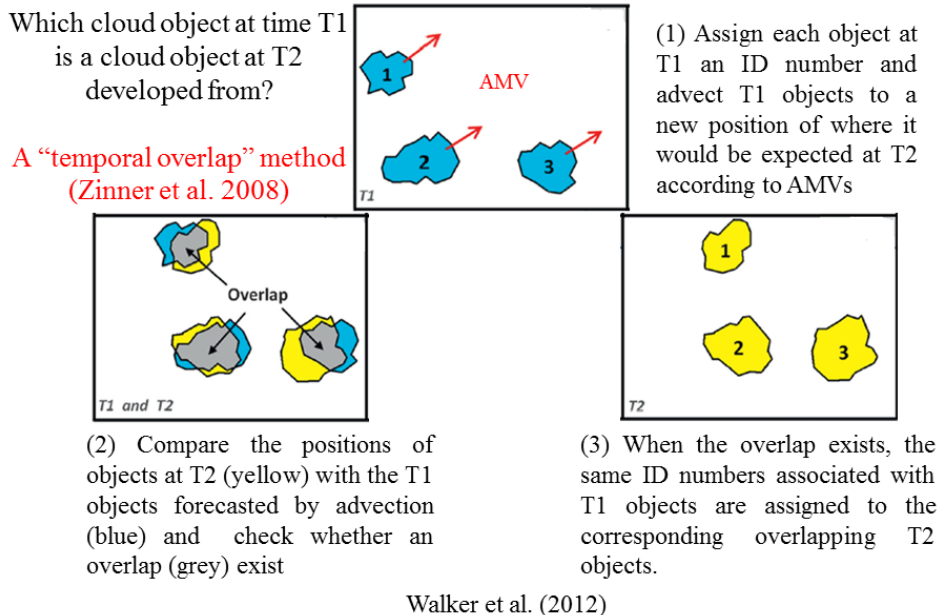 Which cloud object at time T1
is a cloud object at T2
developed from?
A “temporal overlap” method
(Zinner et al. 2008)
1
AMV
2
3
T1
(1) Assign each object at
T1 an ID number and
advect T1 objects to a
new position of where it
would be expected at T2
according to AMVs
Overlap
T1 and T2
(2) Compare the positions of
objects at T2 (yellow) with the T1
objects forecasted by advection
(blue) and check whether an
overlap (grey) exist
1
2
3
T2
(3) When the overlap exists, the
same ID numbers associated with
T1 objects are assigned to the
corresponding overlapping T2
objects.
Walker et al. (2012)